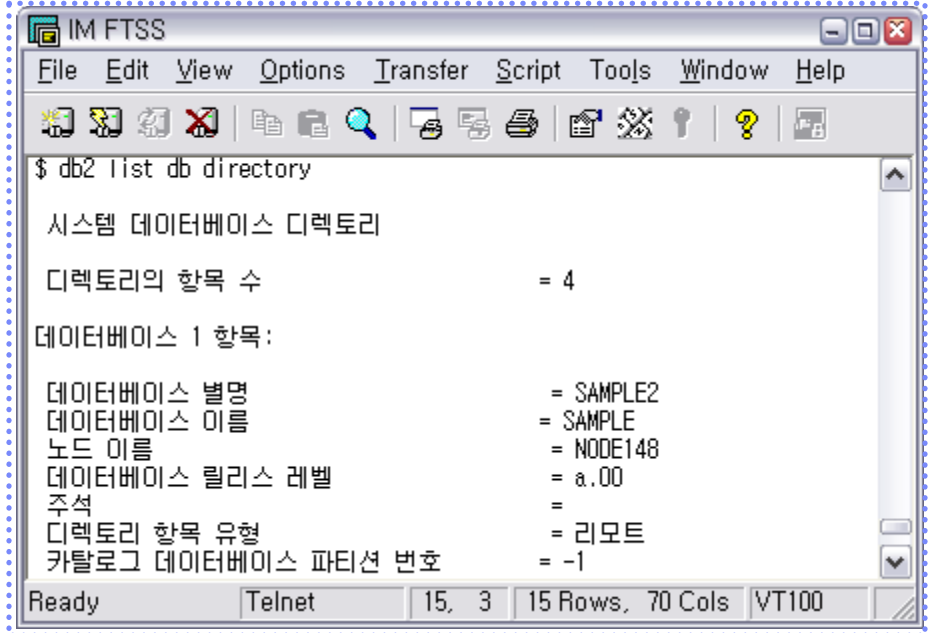 IM FTSS
File Edit View Options Transfer Script Tools Window Help
$ db2 list db directory
시스템 데이터베이스 디렉토리
디렉토리의 항목 수 = 4
데이터베이스 1 항목:
데이터베이스 별명 = SAMPLE2
데이터베이스 이름 = SAMPLE
노드 이름 = NODE148
데이터베이스 릴리스 레벨 = a.00
주석 =
디렉토리 항목 유형 = 리모트
카탈로그 데이터베이스 파티션 번호 = -1
Ready Telnet 15, 3 15 Rows, 70 Cols VT100